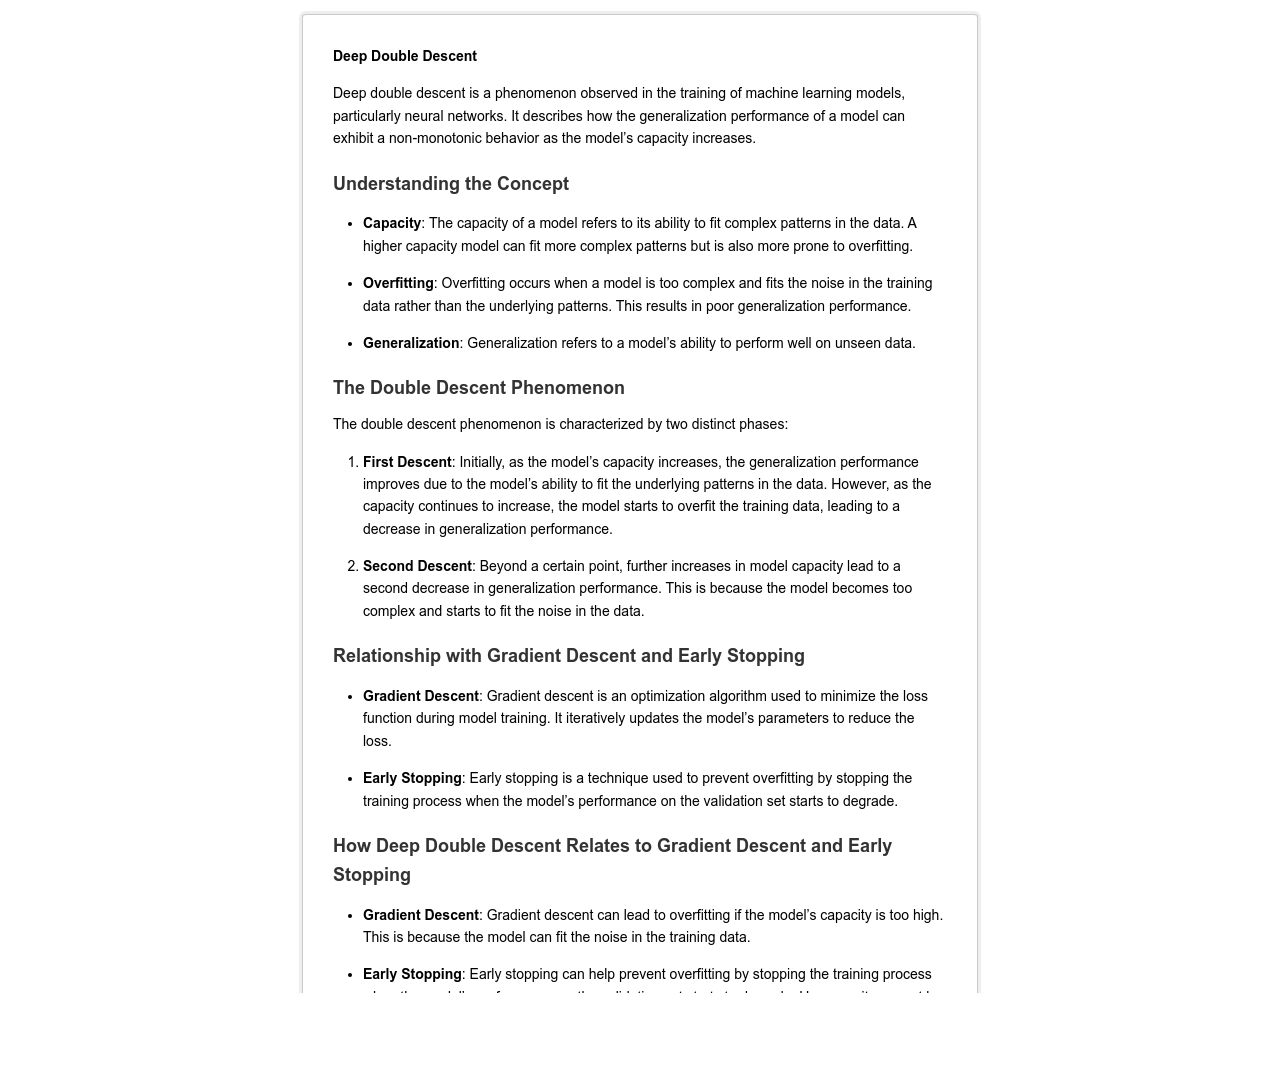 Deep Double Descent
Deep double descent is a phenomenon observed in the training of machine learning models,
particularly neural networks. It describes how the generalization performance of a model can
exhibit a non-monotonic behavior as the model’s capacity increases.
Understanding the Concept
• Capacity: The capacity of a model refers to its ability to fit complex patterns in the data. A
higher capacity model can fit more complex patterns but is also more prone to overfitting.
• Overfitting: Overfitting occurs when a model is too complex and fits the noise in the training
data rather than the underlying patterns. This results in poor generalization performance.
• Generalization: Generalization refers to a model’s ability to perform well on unseen data.
The Double Descent Phenomenon
The double descent phenomenon is characterized by two distinct phases:
1. First Descent: Initially, as the model’s capacity increases, the generalization performance
improves due to the model’s ability to fit the underlying patterns in the data. However, as the
capacity continues to increase, the model starts to overfit the training data, leading to a
decrease in generalization performance.
2. Second Descent: Beyond a certain point, further increases in model capacity lead to a
second decrease in generalization performance. This is because the model becomes too
complex and starts to fit the noise in the data.
Relationship with Gradient Descent and Early Stopping
• Gradient Descent: Gradient descent is an optimization algorithm used to minimize the loss
function during model training. It iteratively updates the model’s parameters to reduce the
loss.
• Early Stopping: Early stopping is a technique used to prevent overfitting by stopping the
training process when the model’s performance on the validation set starts to degrade.
How Deep Double Descent Relates to Gradient Descent and Early
Stopping
• Gradient Descent: Gradient descent can lead to overfitting if the model’s capacity is too high.
This is because the model can fit the noise in the training data.
• Early Stopping: Early stopping can help prevent overfitting by stopping the training process